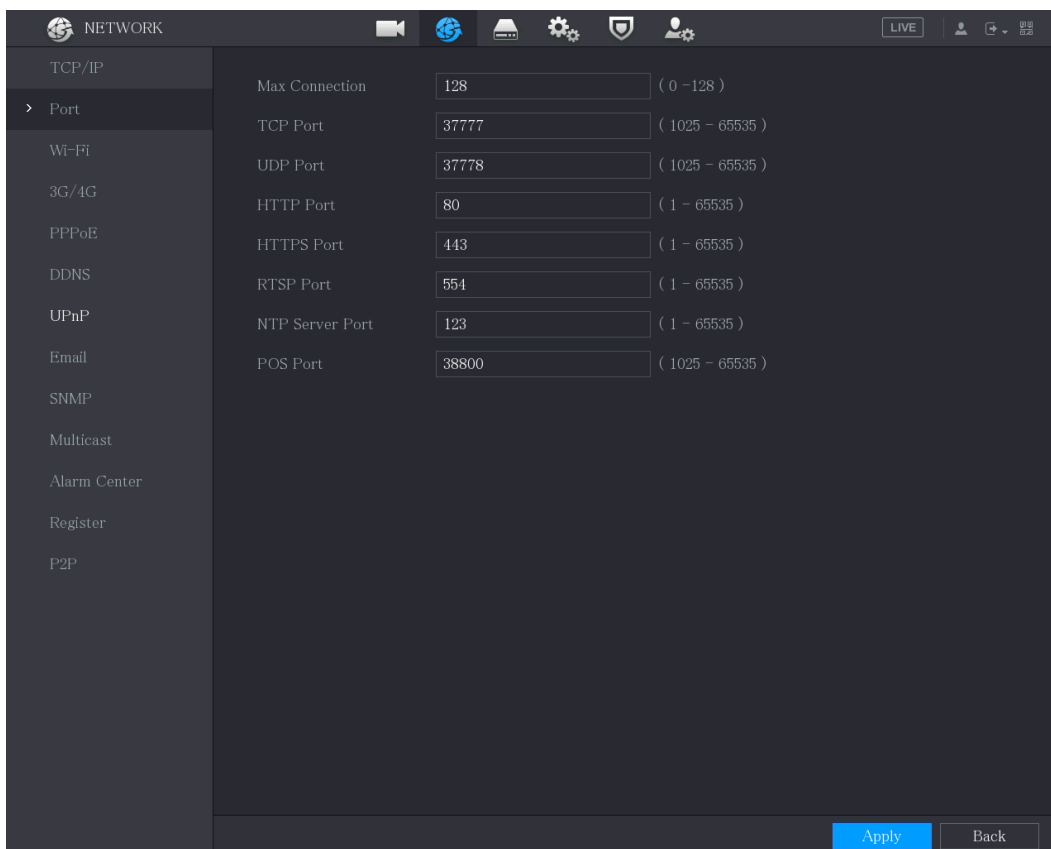 NETWORK
LIVE
TCP/IP
Port
Wi-Fi
3G/4G
PPPoE
DDNS
UPnP
Email
SNMP
Multicast
Alarm Center
Register
P2P
Max Connection 128 ( 0 -128 )
TCP Port 37777 ( 1025 - 65535 )
UDP Port 37778 ( 1025 - 65535 )
HTTP Port 80 ( 1 - 65535 )
HTTPS Port 443 ( 1 - 65535 )
RTSP Port 554 ( 1 - 65535 )
NTP Server Port 123 ( 1 - 65535 )
POS Port 38800 ( 1025 - 65535 )
Apply Back